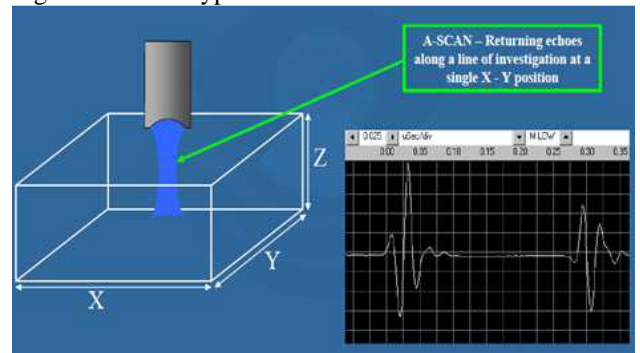 A-SCAN – Returning echoes
along a line of investigation at a
single X - Y position
Z
Y
X
0.025 uSec/div
0.00 0.05 0.10 0.15 0.20 0.25 0.30 0.35